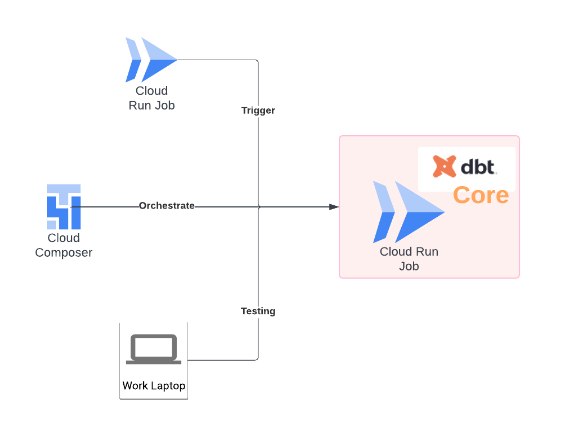 Cloud
Run Job
Trigger
dbt
Core
Orchestrate
Cloud
Composer
Cloud Run
Job
Testing
Work Laptop